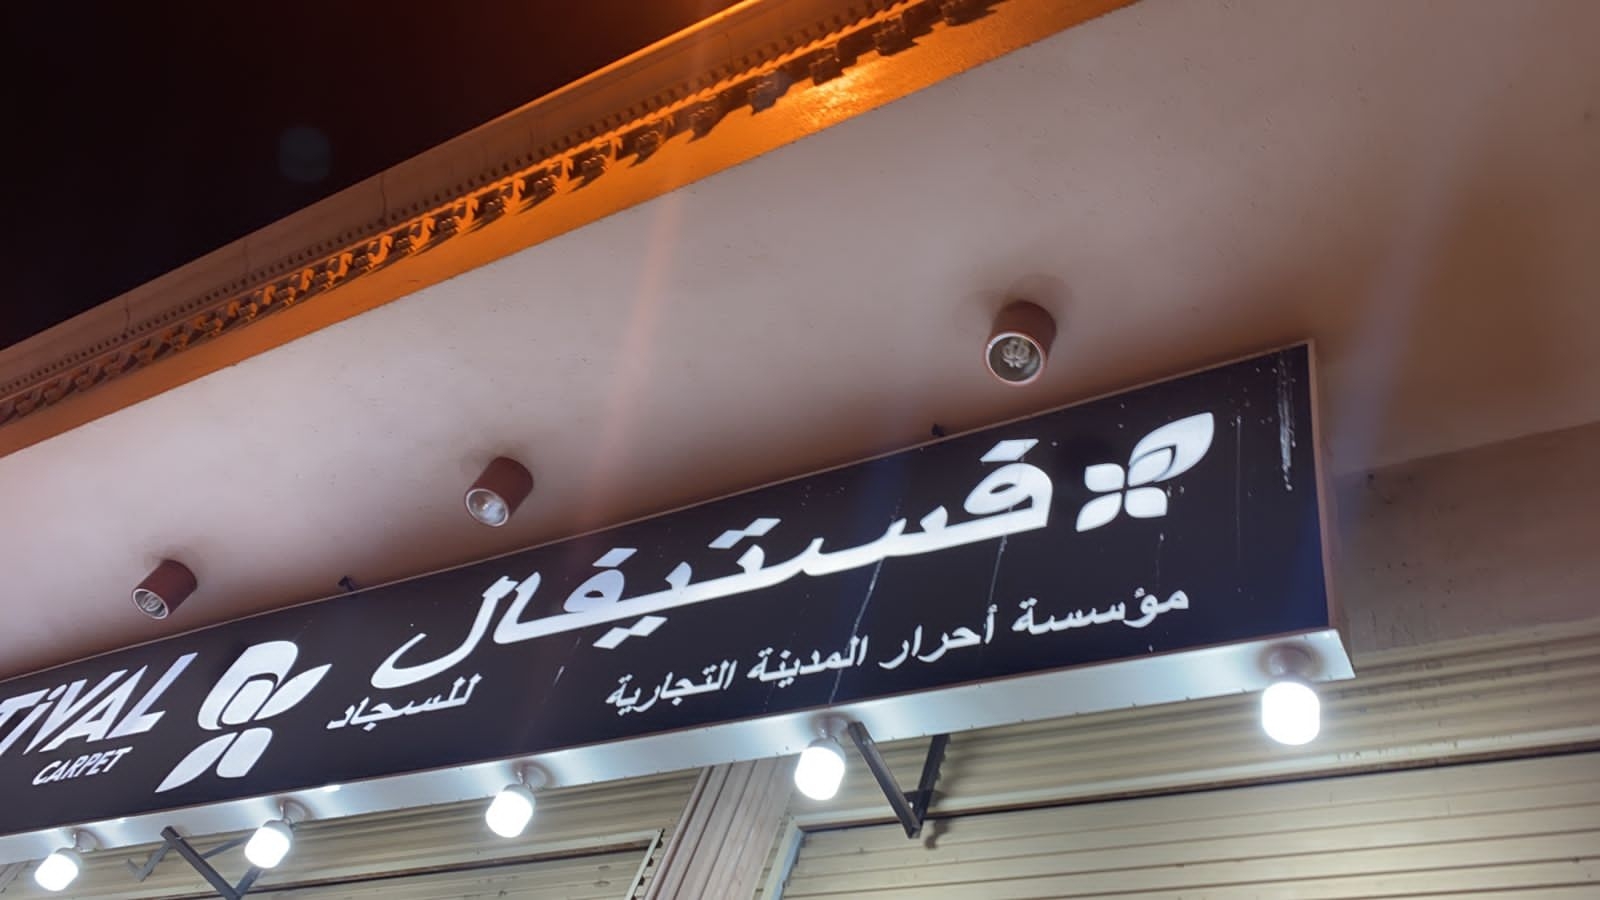 فستيفال
للسجاد
مؤسسة أحرار المدينة التجارية
TiVAL
CARPET